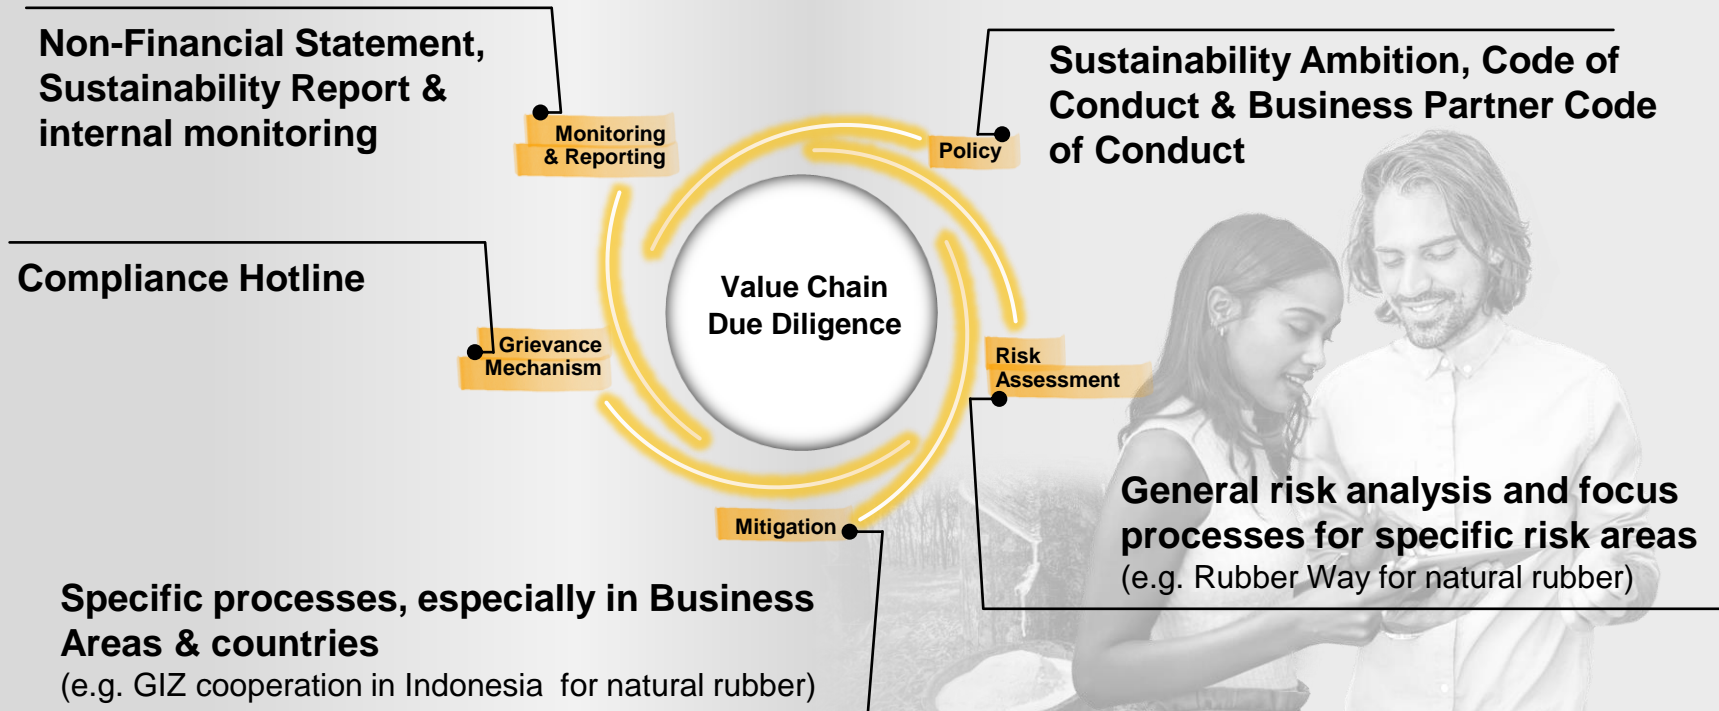 Non-Financial Statement,
Sustainability Report &
internal monitoring
Monitoring
& Reporting
Sustainability Ambition, Code of
Conduct & Business Partner Code
of Conduct
Policy
Compliance Hotline
Grievance
Mechanism
Value Chain
Due Diligence
Risk
Assessment
General risk analysis and focus
processes for specific risk areas
(e.g. Rubber Way for natural rubber)
Mitigation
Specific processes, especially in Business
Areas & countries
(e.g. GIZ cooperation in Indonesia for natural rubber)